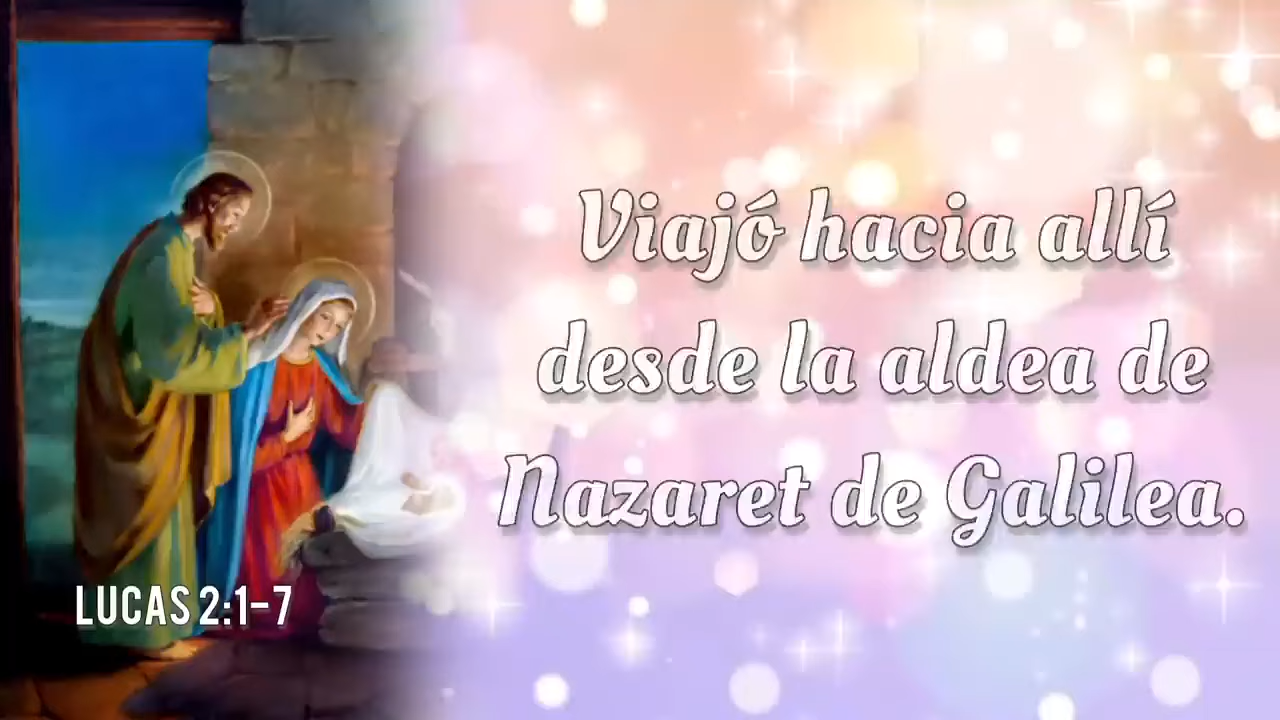 Viajó hacia allí
desde la aldea de
Nazaret de Galilea.
LUCAS 2:1-7